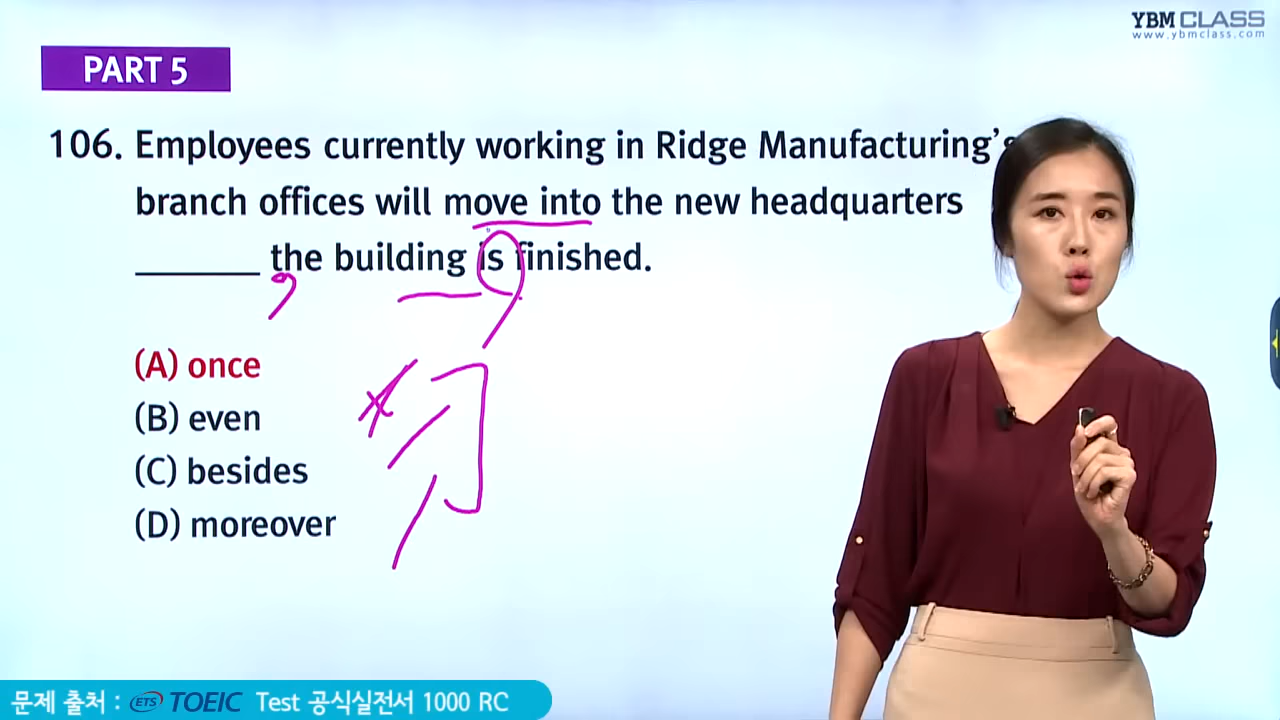 YBM CLASS
www.ybmclass.com
PART 5
106. Employees currently working in Ridge Manufacturing's
branch offices will move into the new headquarters
______ the building is finished.
(A) once
(B) even
(C) besides
(D) moreover
문제 출처 : ETS TOEIC Test 공식실전서 1000 RC